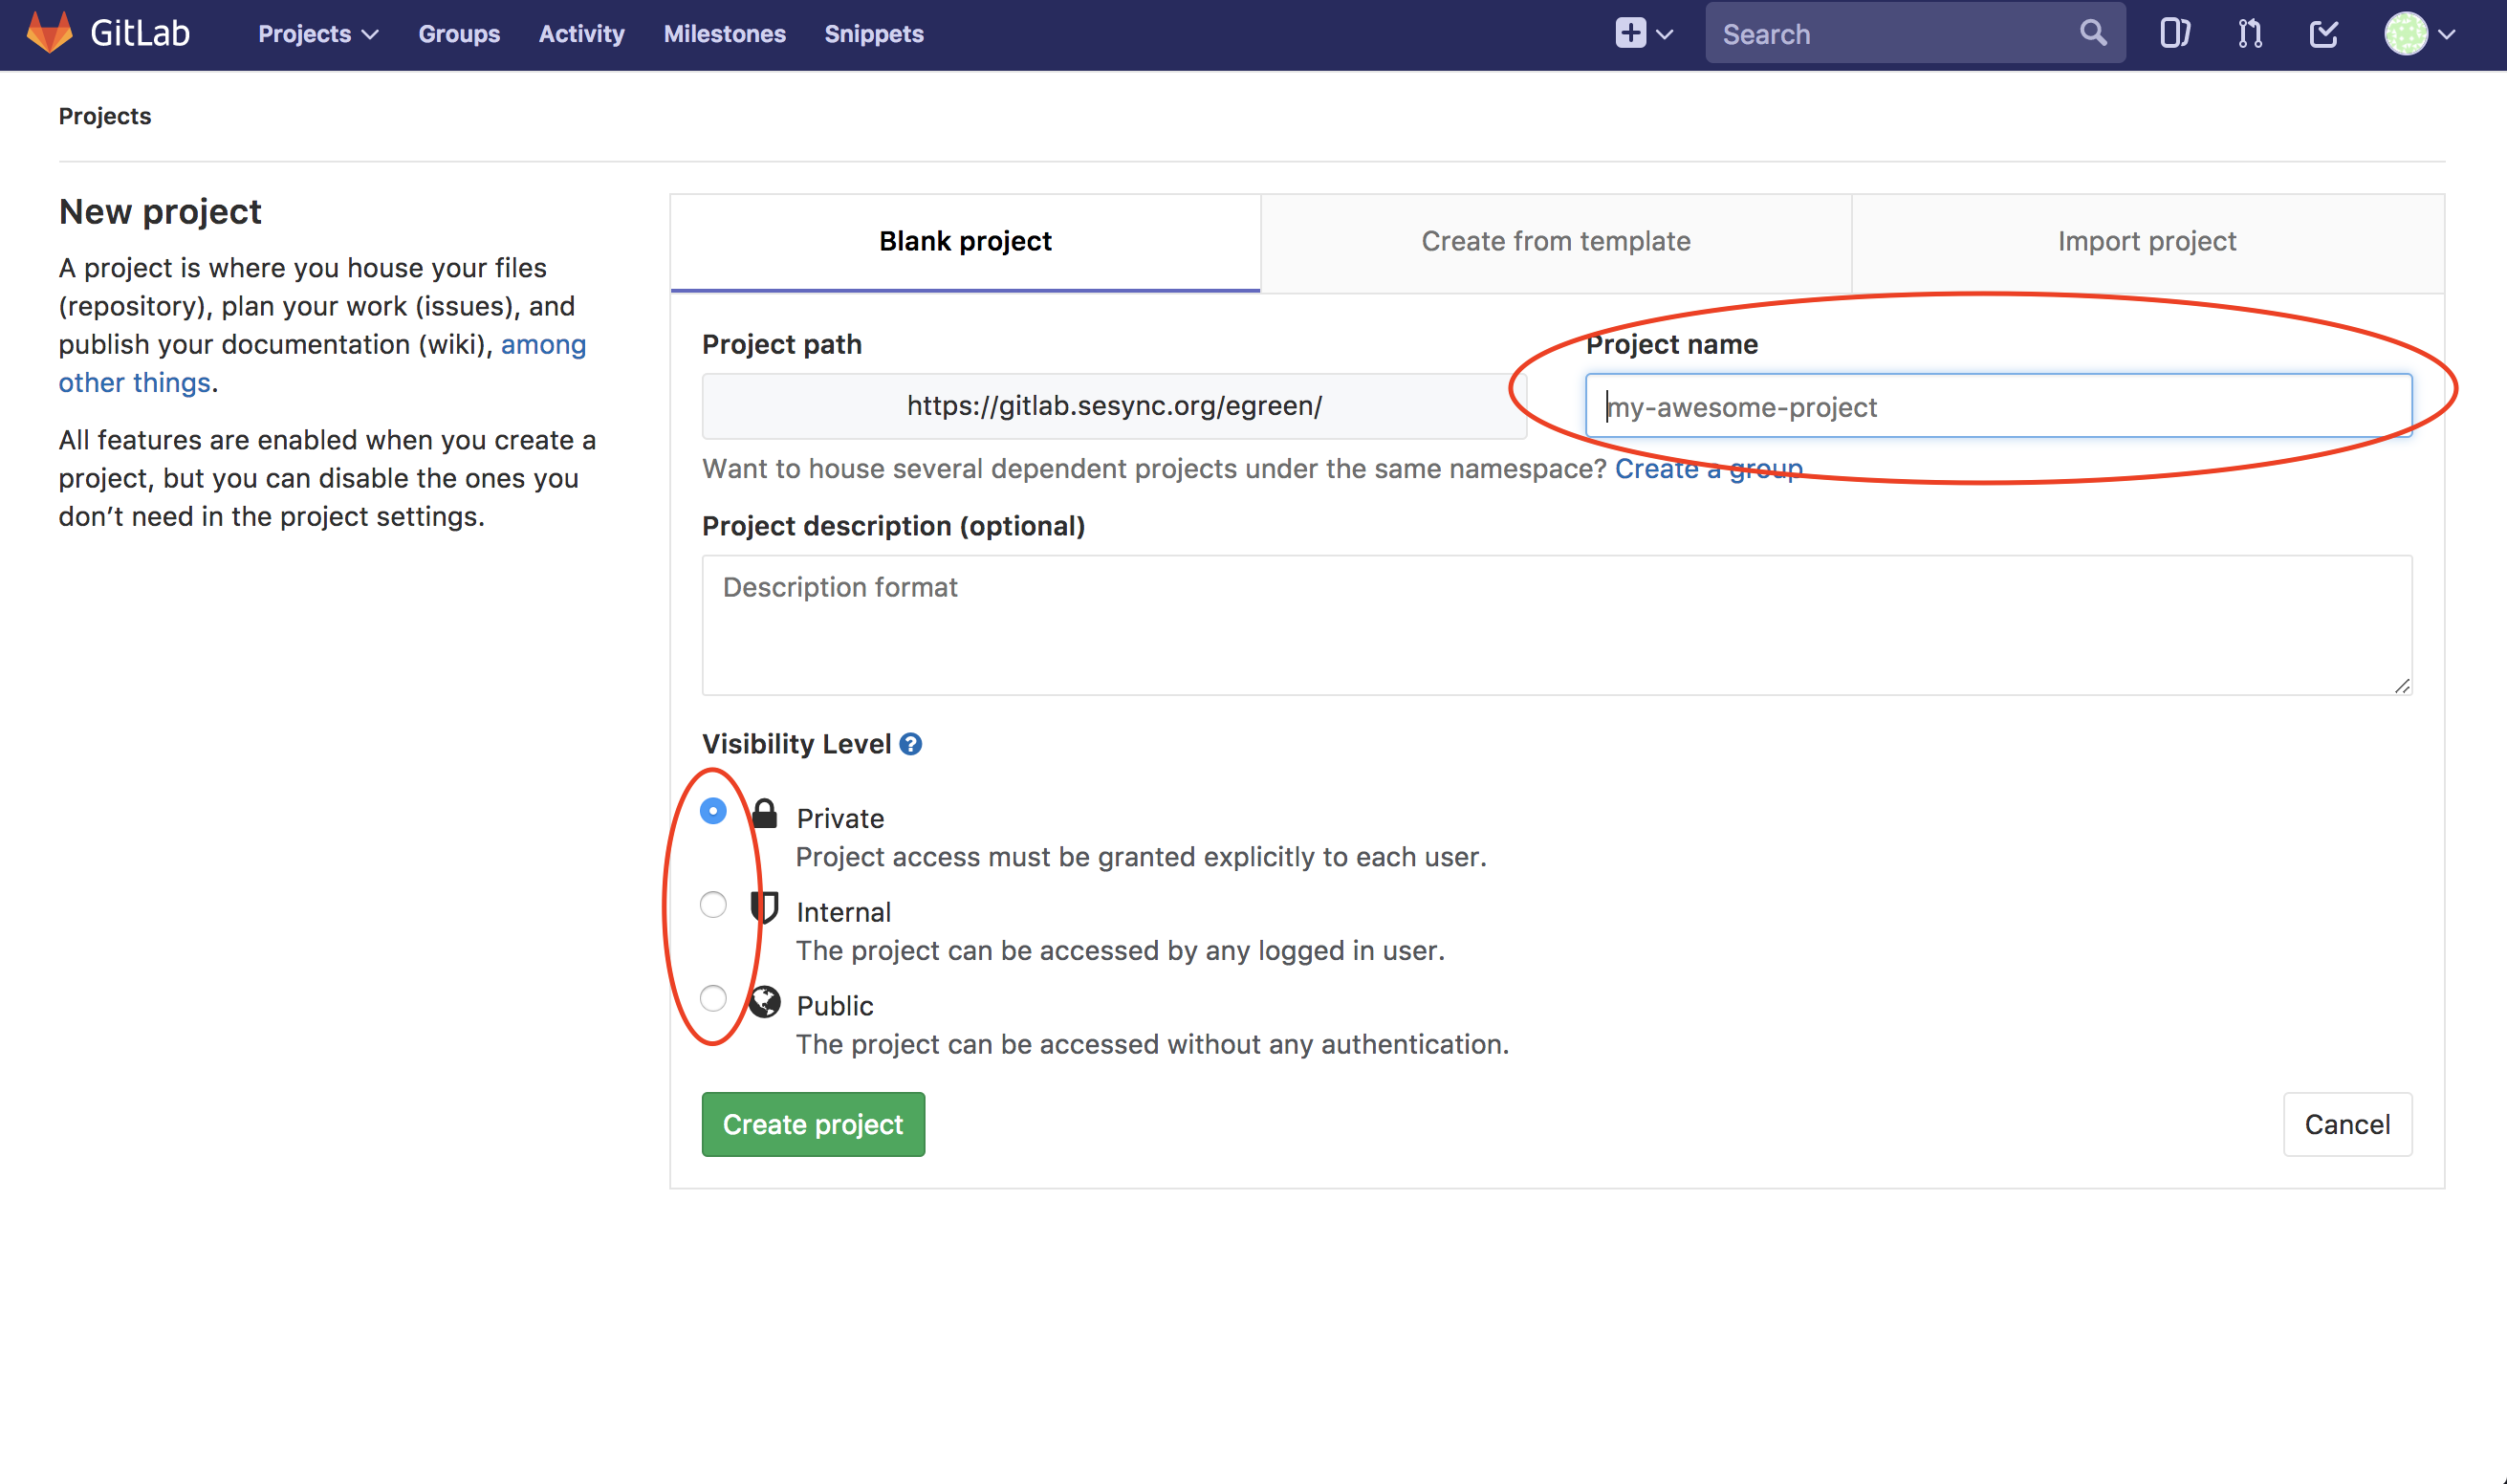 GitLab Projects Groups Activity Milestones Snippets Search
Projects
New project
A project is where you house your files
(repository), plan your work (issues), and
publish your documentation (wiki), among
other things.
All features are enabled when you create a
project, but you can disable the ones you
don’t need in the project settings.
Blank project Create from template Import project
Project path Project name
https://gitlab.sesync.org/egreen/ my-awesome-project
Want to house several dependent projects under the same namespace? Create a group
Project description (optional)
Description format
Visibility Level ?
Private
Project access must be granted explicitly to each user.
Internal
The project can be accessed by any logged in user.
Public
The project can be accessed without any authentication.
Create project Cancel